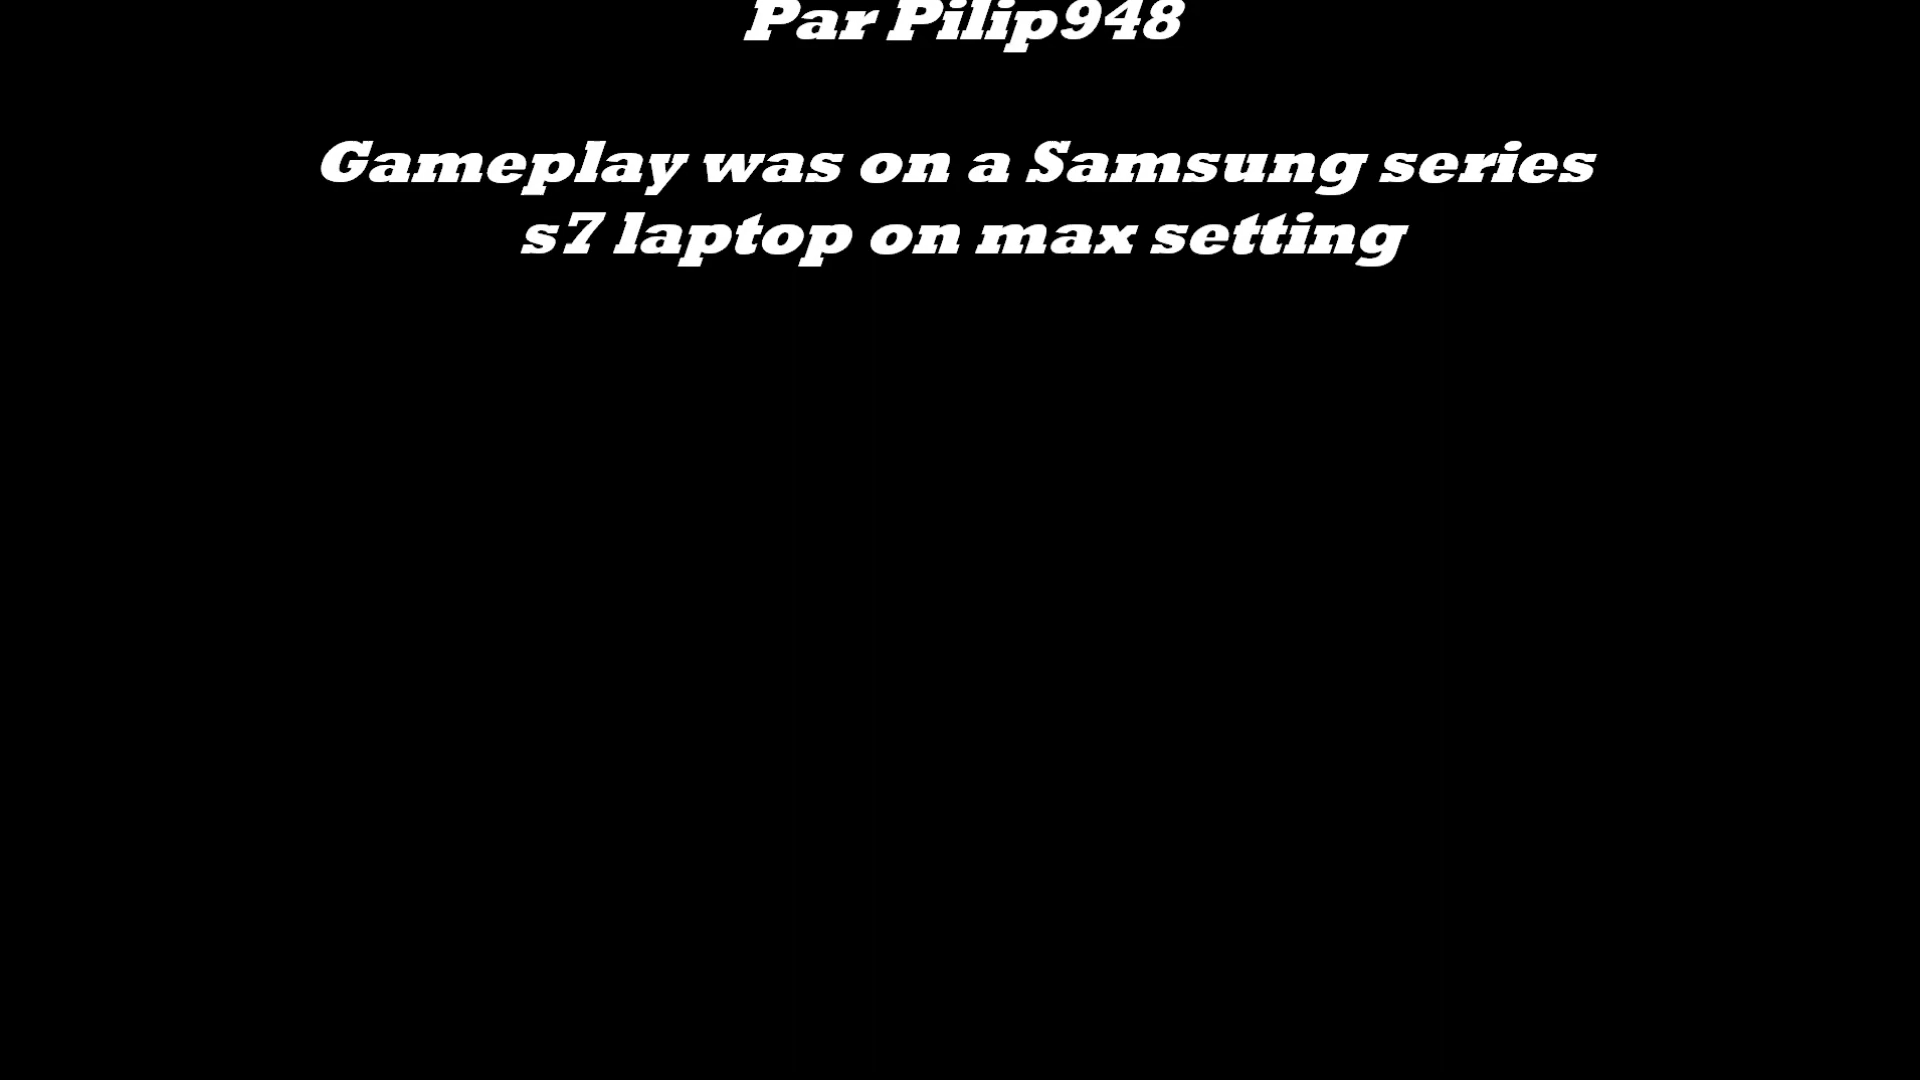 Par Pilip948
Gameplay was on a Samsung series
s7 laptop on max setting